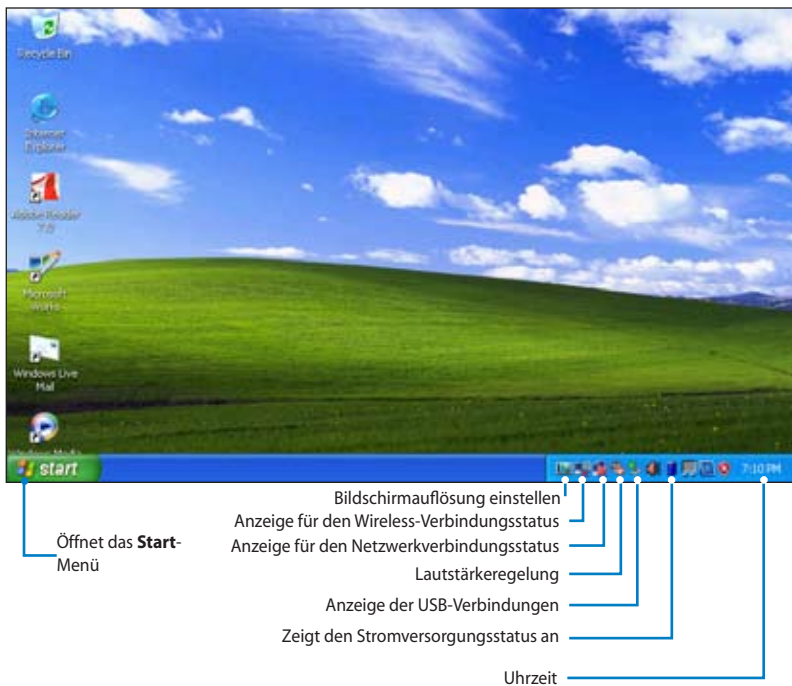 Recycle Bin
Internet
Explorer
Adobe Reader
7.0
Microsoft
Works
Windows Live
Mail
Windows Media
start
7:10 PM
Bildschirmauflösung einstellen
Anzeige für den Wireless-Verbindungsstatus
Öffnet das Start-
Menü
Anzeige für den Netzwerkverbindungsstatus
Lautstärkeregelung
Anzeige der USB-Verbindungen
Zeigt den Stromversorgungsstatus an
Uhrzeit